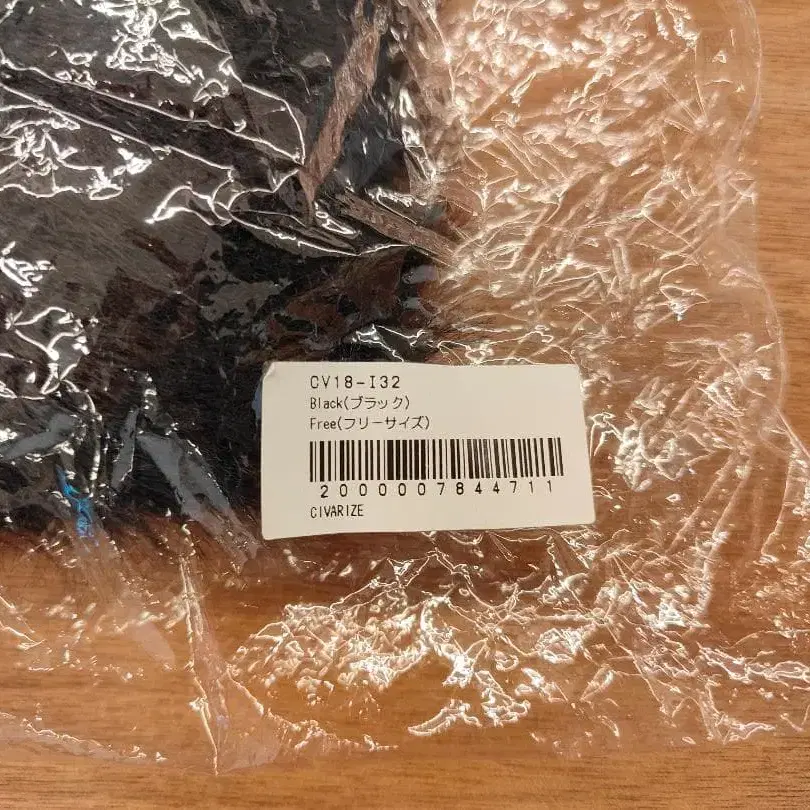 CV18-I32
Black(ブラック)
Free(フリーサイズ)
2000007844711
CIVARIZE